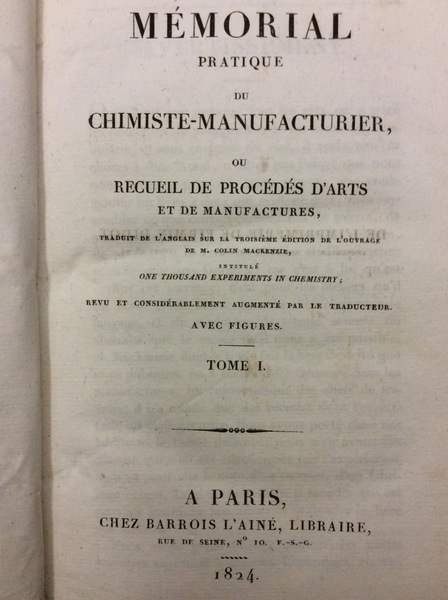 MÉMORIAL
PRATIQUE
DU
CHIMISTE-MANUFACTURIER,
OU
RECUEIL DE PROCÉDÉS D'ARTS
ET DE MANUFACTURES,
TRADUIT DE L'ANGLAIS SUR LA TROISIÈME ÉDITION DE L'OUVRAGE
DE M. COLIN MACKENZIE,
INTITULÉ
ONE THOUSAND EXPERIMENTS IN CHEMISTRY;
REVU ET CONSIDÉRABLEMENT AUGMENTÉ PAR LE TRADUCTEUR.
AVEC FIGURES.
TOME I.
A PARIS,
CHEZ BARROIS L'AINÉ, LIBRAIRE,
RUE DE SEINE, Nº 10. F.-S.-G.
1824.